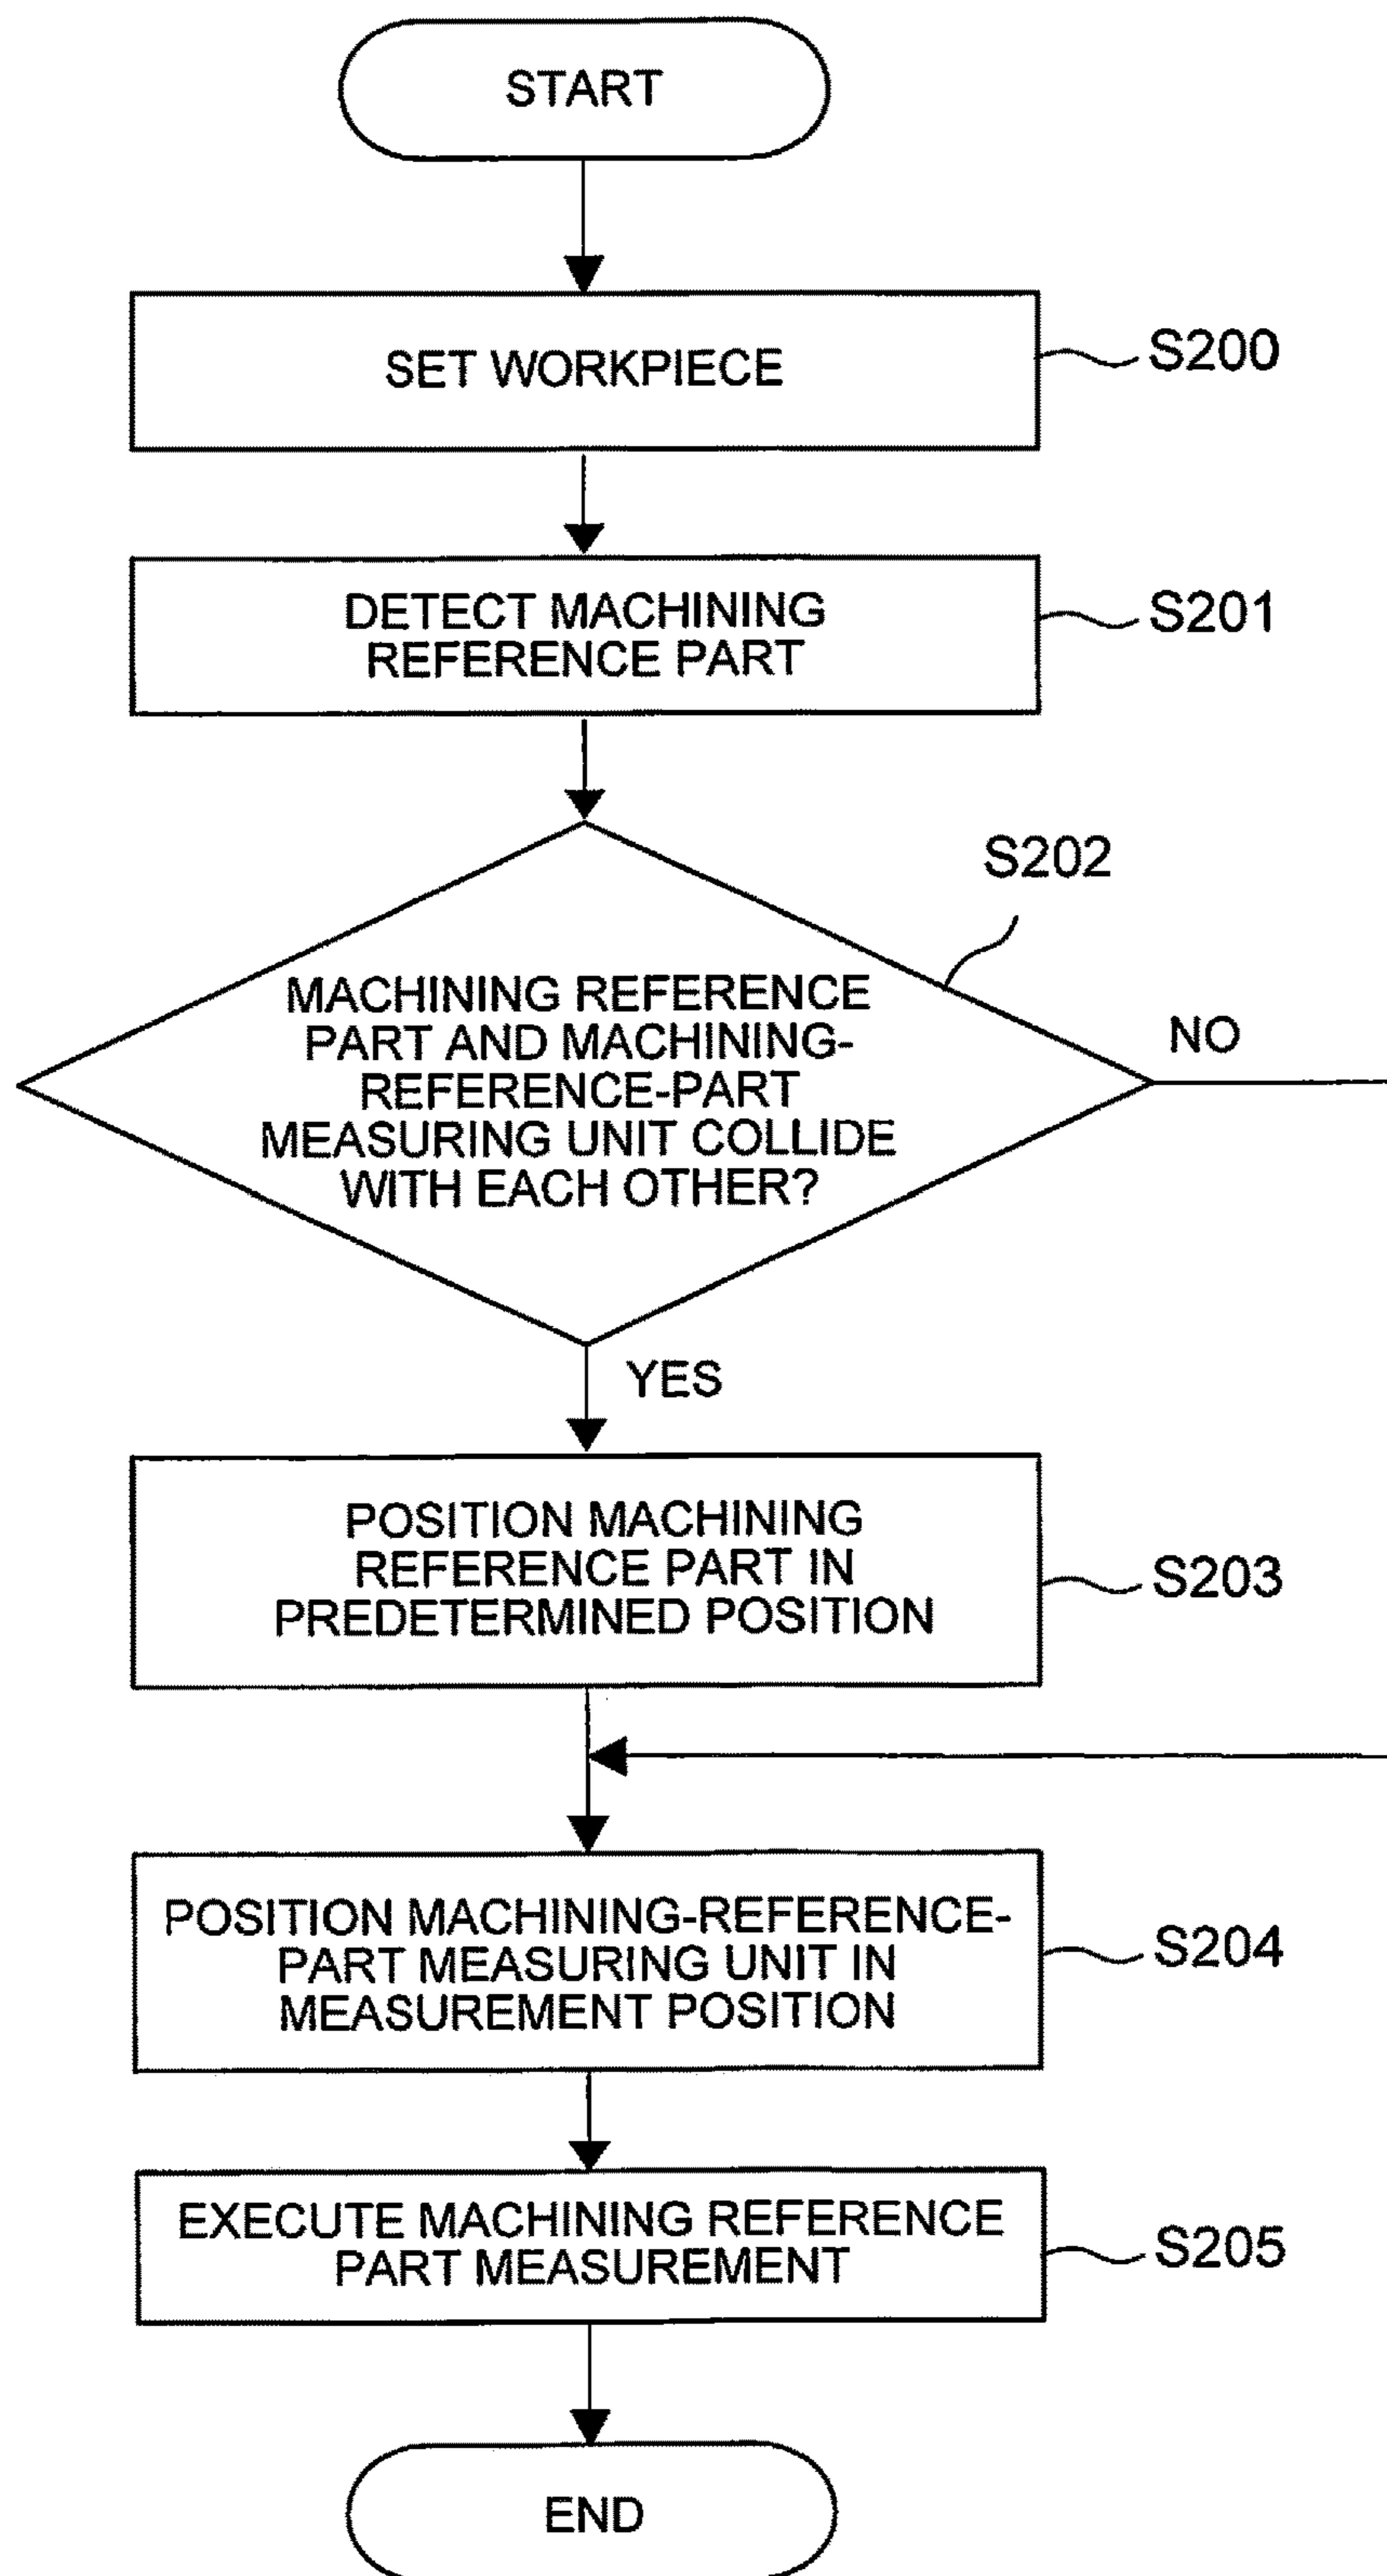 START
SET WORKPIECE
S200
DETECT MACHINING
REFERENCE PART
S201
S202
MACHINING REFERENCE
PART AND MACHINING-
REFERENCE-PART
MEASURING UNIT COLLIDE
WITH EACH OTHER?
NO
YES
POSITION MACHINING
REFERENCE PART IN
PREDETERMINED POSITION
S203
POSITION MACHINING-REFERENCE-
PART MEASURING UNIT IN
MEASUREMENT POSITION
S204
EXECUTE MACHINING REFERENCE
PART MEASUREMENT
S205
END